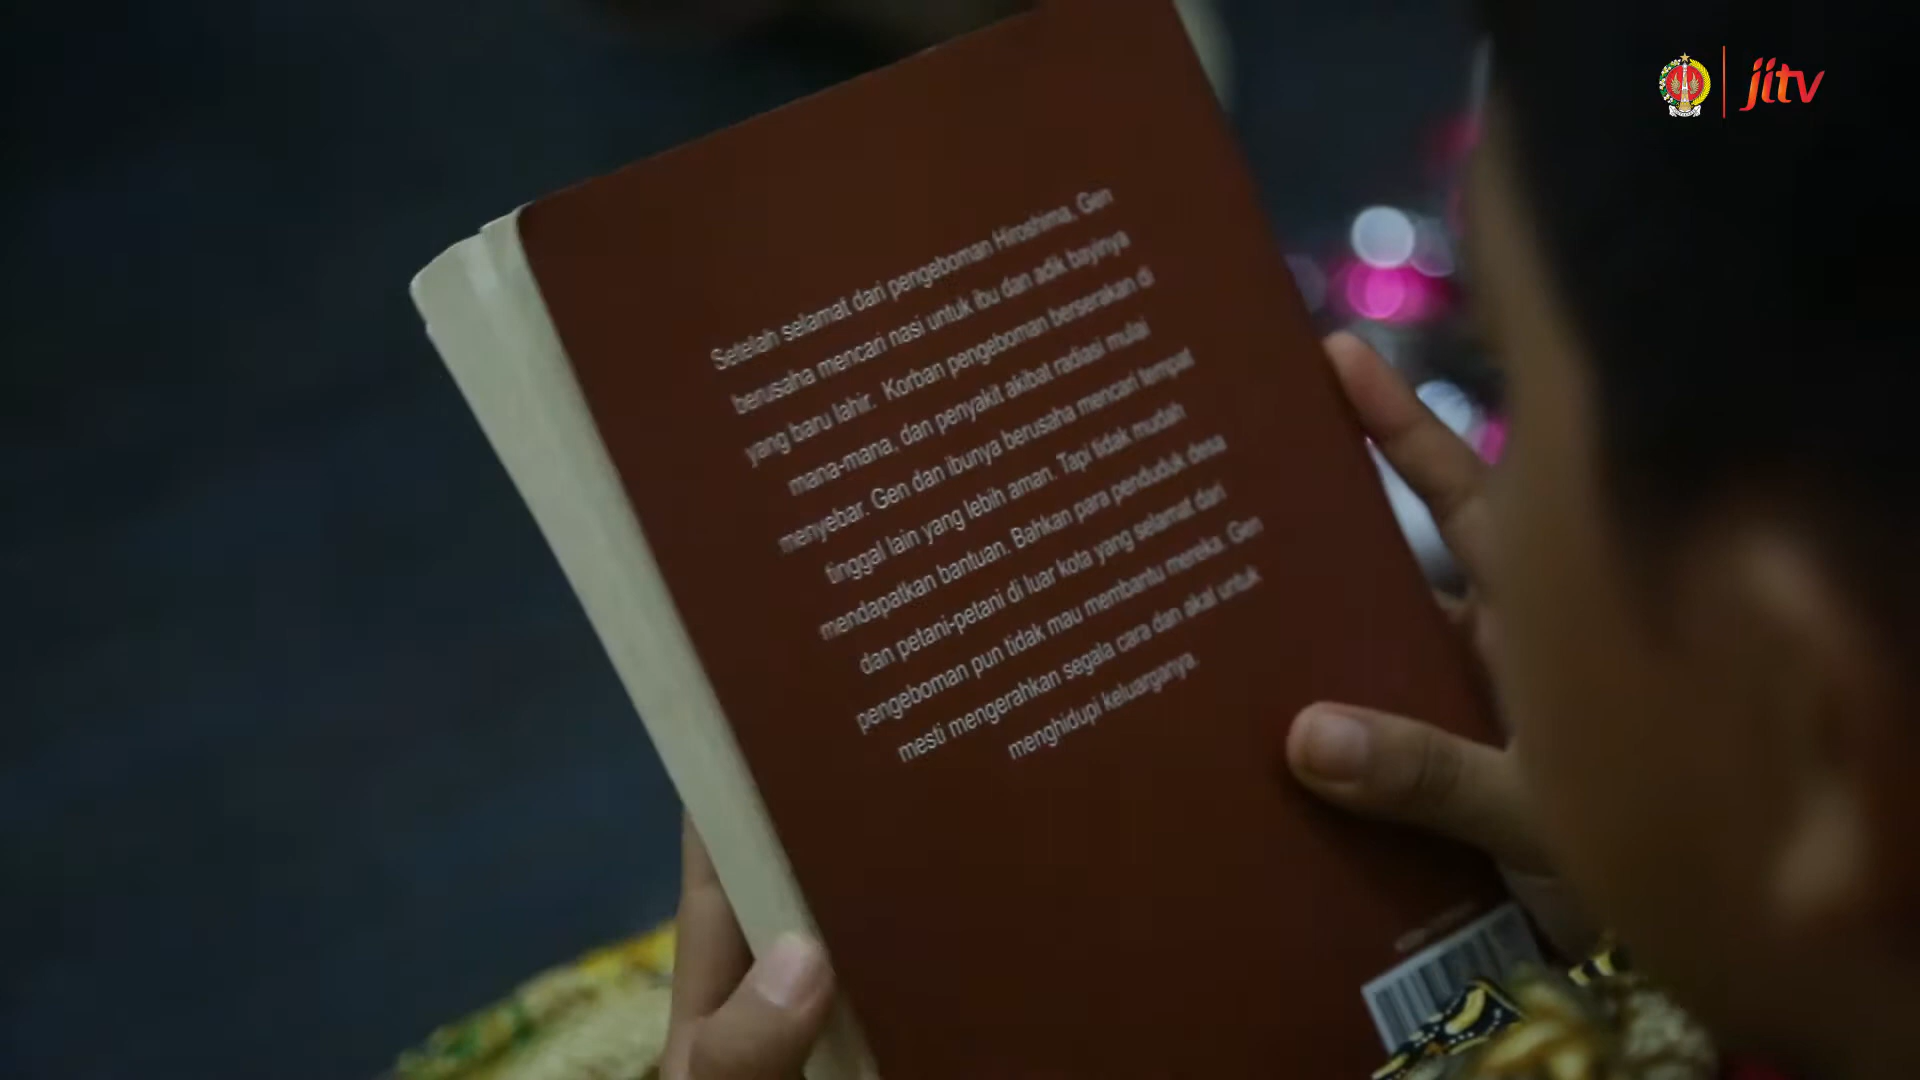 jitv
Setelah selamat dari pengeboman Hiroshima, Gen
berusaha mencari nasi untuk ibu dan adik bayinya
yang baru lahir. Korban pengeboman berserakan di
mana-mana, dan penyakit akibat radiasi mulai
menyebar. Gen dan ibunya berusaha mencari tempat
tinggal lain yang lebih aman. Tapi tidak mudah
mendapatkan bantuan. Bahkan para penduduk desa
dan petani-petani di luar kota yang selamat dari
pengeboman pun tidak mau membantu mereka. Gen
mesti mengerahkan segala cara dan akal untuk
menghidupi keluarganya.